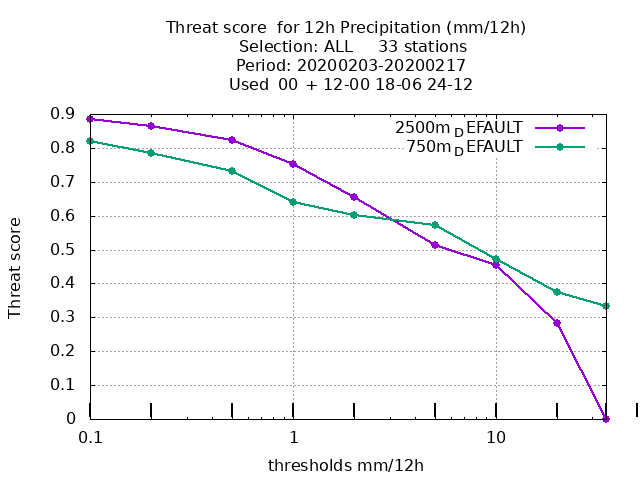 Threat score  for 12h Precipitation (mm/12h)
Selection: ALL     33 stations
Period: 20200203-20200217
Used  00 + 12-00 18-06 24-12
0.9
0.8
0.7
0.6
0.5
0.4
0.3
0.2
0.1
0
Threat score
2500m_DEFAULT
750m_DEFAULT
0.1
1
10
thresholds mm/12h